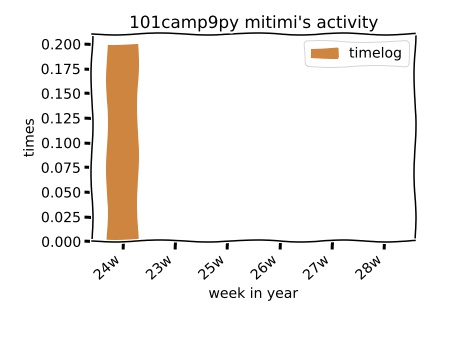 101camp9py mitimi's activity
timelog
0.200
0.175
0.150
0.125
0.100
0.075
0.050
0.025
0.000
times
24w 23w 25w 26w 27w 28w
week in year